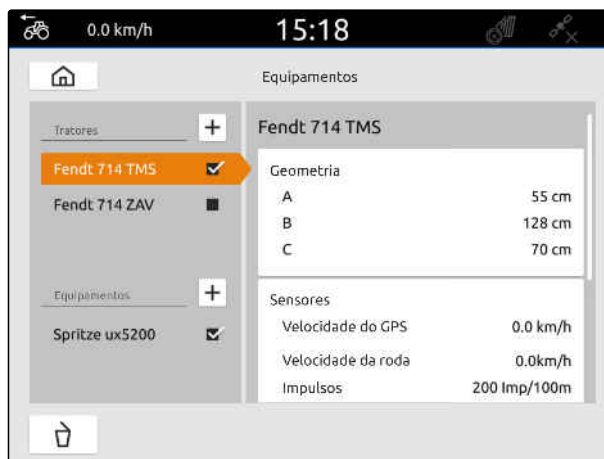 0.0 km/h
15:18
Equipamentos
Tratores
+
Fendt 714 TMS
Fendt 714 ZAV
Equipamentos
+
Spritze ux5200
Fendt 714 TMS
Geometria
A 55 cm
B 128 cm
C 70 cm
Sensores
Velocidade do GPS 0.0 km/h
Velocidade da roda 0.0km/h
Impulsos 200 Imp/100m